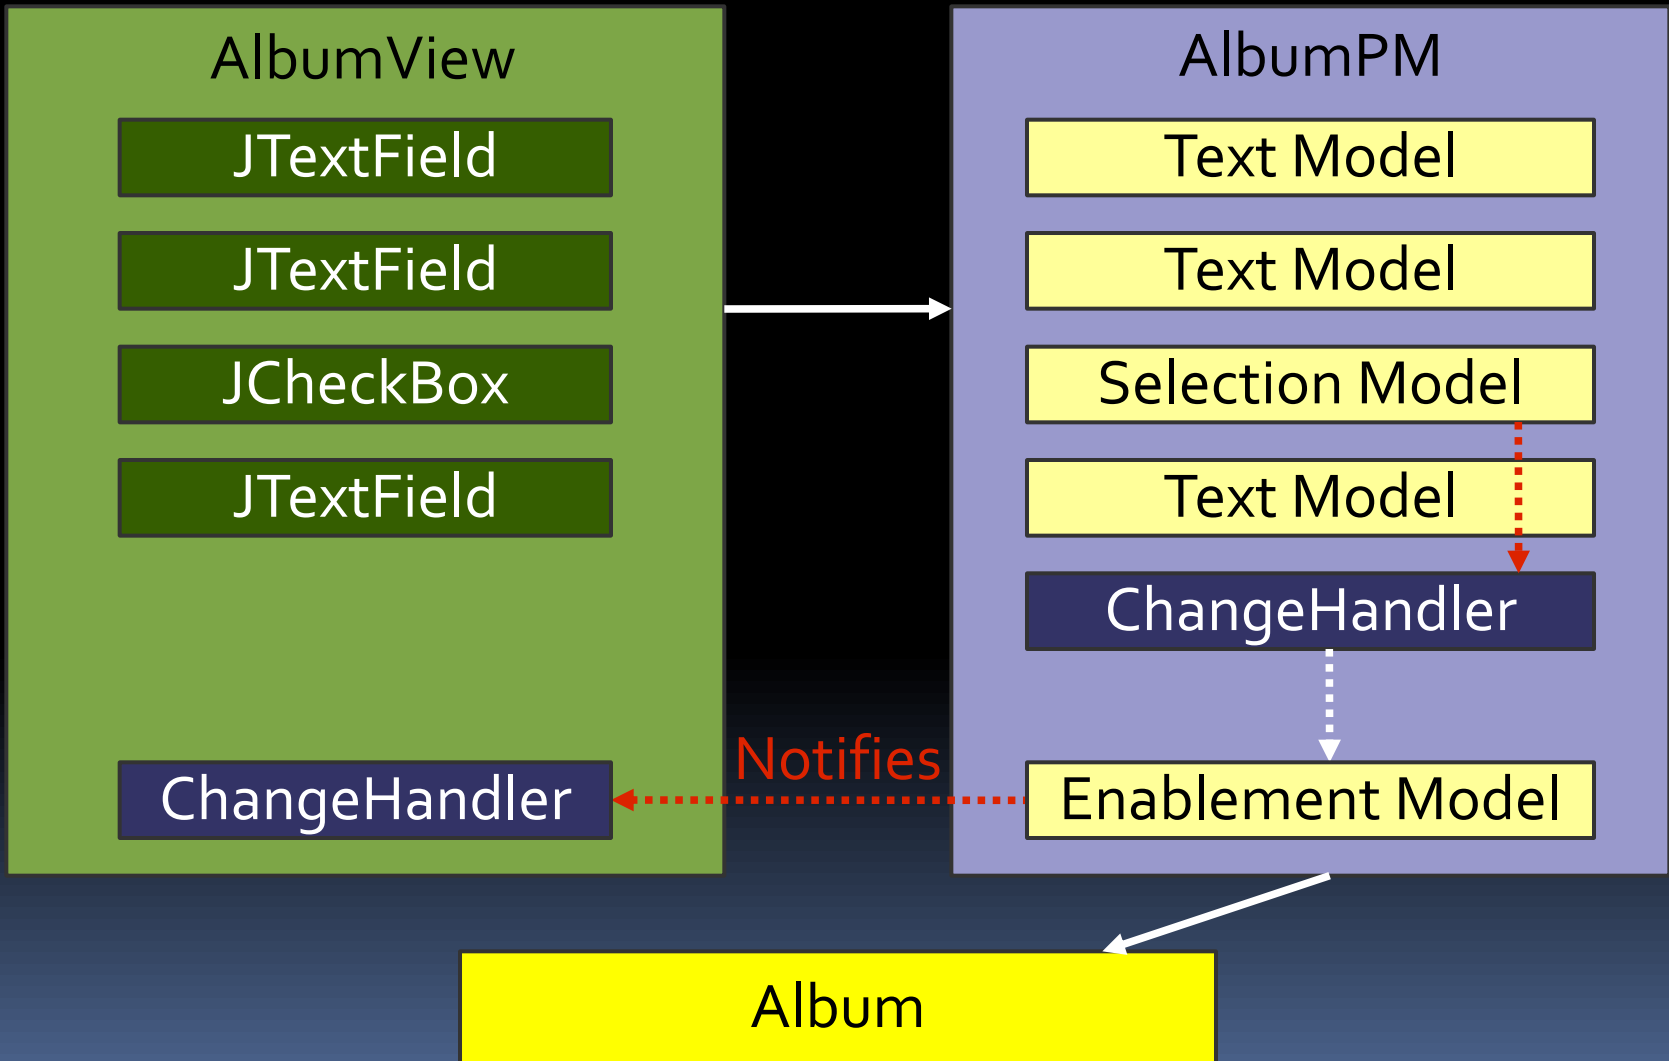 AlbumView
JTextField
JTextField
JCheckBox
JTextField
ChangeHandler
Notifies
AlbumPM
Text Model
Text Model
Selection Model
Text Model
ChangeHandler
Enablement Model
Album